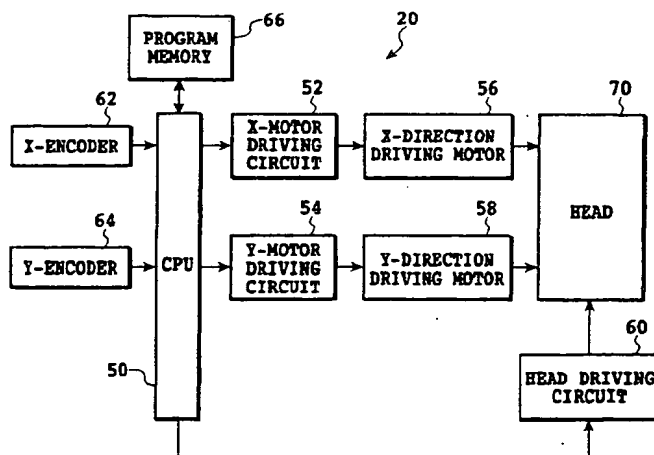 66
PROGRAM
MEMORY
20
62
X-ENCODER
52
X-MOTOR
DRIVING
CIRCUIT
56
X-DIRECTION
DRIVING MOTOR
70
HEAD
64
Y-ENCODER
CPU
54
Y-MOTOR
DRIVING
CIRCUIT
58
Y-DIRECTION
DRIVING MOTOR
50
60
HEAD DRIVING
CIRCUIT